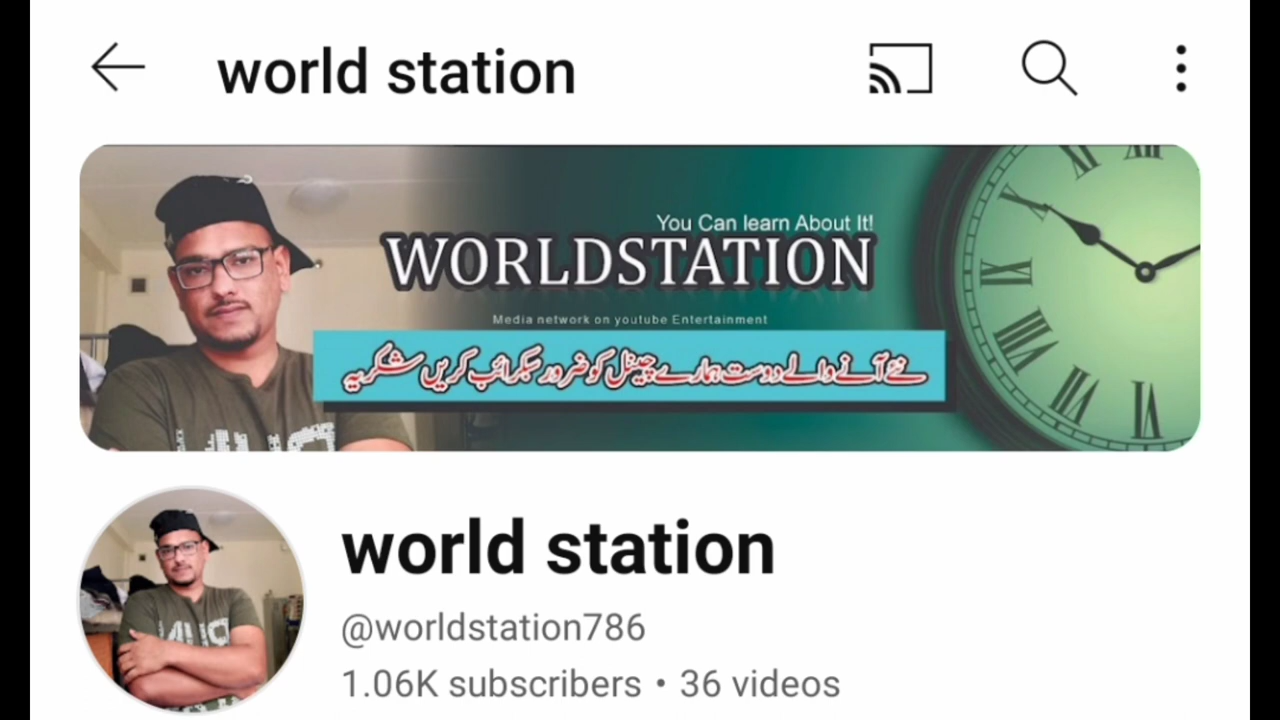 world station
You Can learn About It!
WORLDSTATION
Media network on youtube Entertainment
نئے آنے والے دوست ہمارے چینل کو ضرور سبکرائب کریں شکریہ
world station
@worldstation786
1.06K subscribers • 36 videos